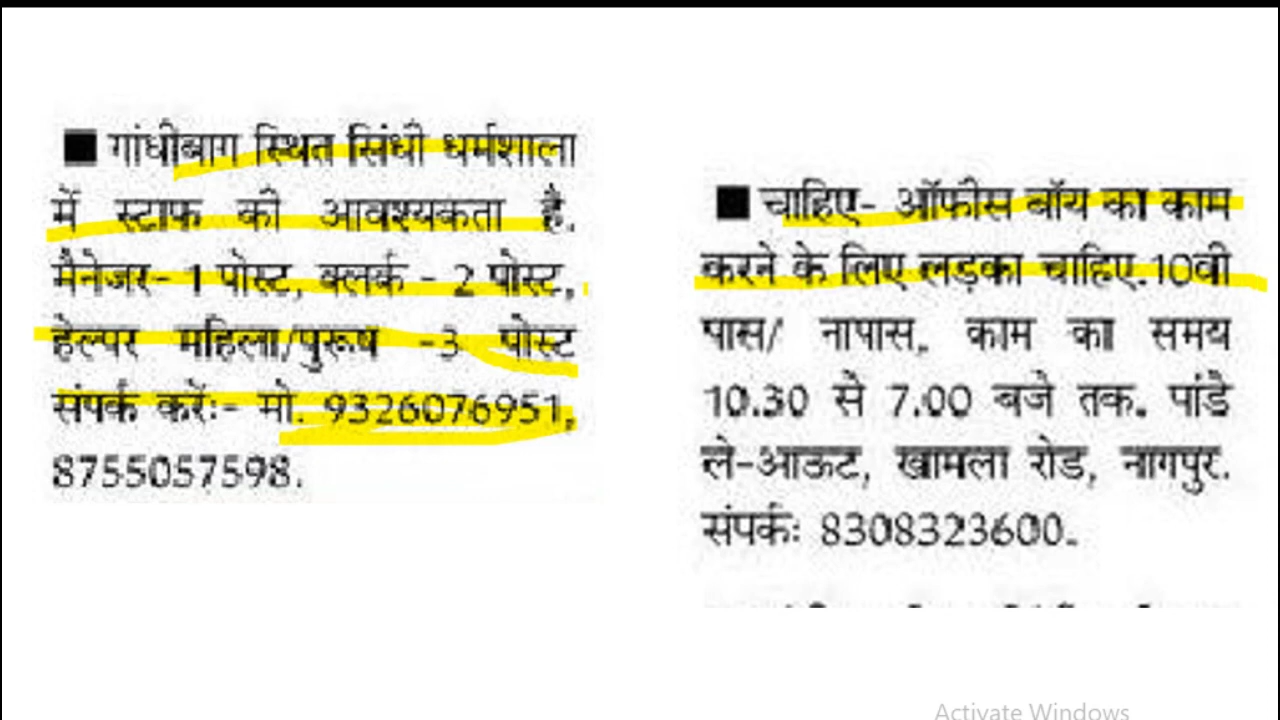 ■ गांधीबाग स्थित सिंधी धर्मशाला
में स्टाफ की आवश्यकता है.
मैनेजर- 1 पोस्ट, क्लर्क - 2 पोस्ट,
हेल्पर महिला/पुरूष -3 पोस्ट
संपर्क करें:- मो. 9326076951,
8755057598.
■ चाहिए- ऑफीस बॉय का काम
करने के लिए लड़का चाहिए.10वी
पास/ नापास. काम का समय
10.30 से 7.00 बजे तक. पांडे
ले-आऊट, खामला रोड, नागपुर.
संपर्कः 8308323600.
Activate Windows